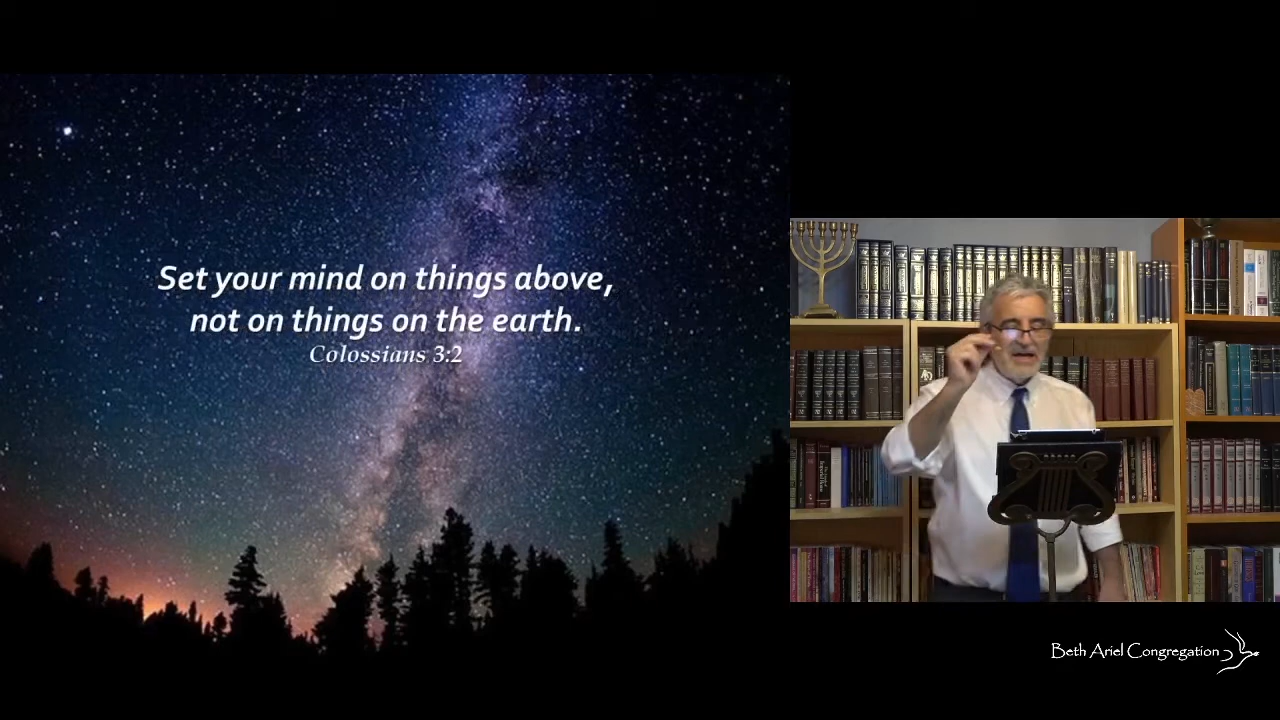 Set your mind on things above,
not on things on the earth.
Colossians 3:2
Beth Ariel Congregation